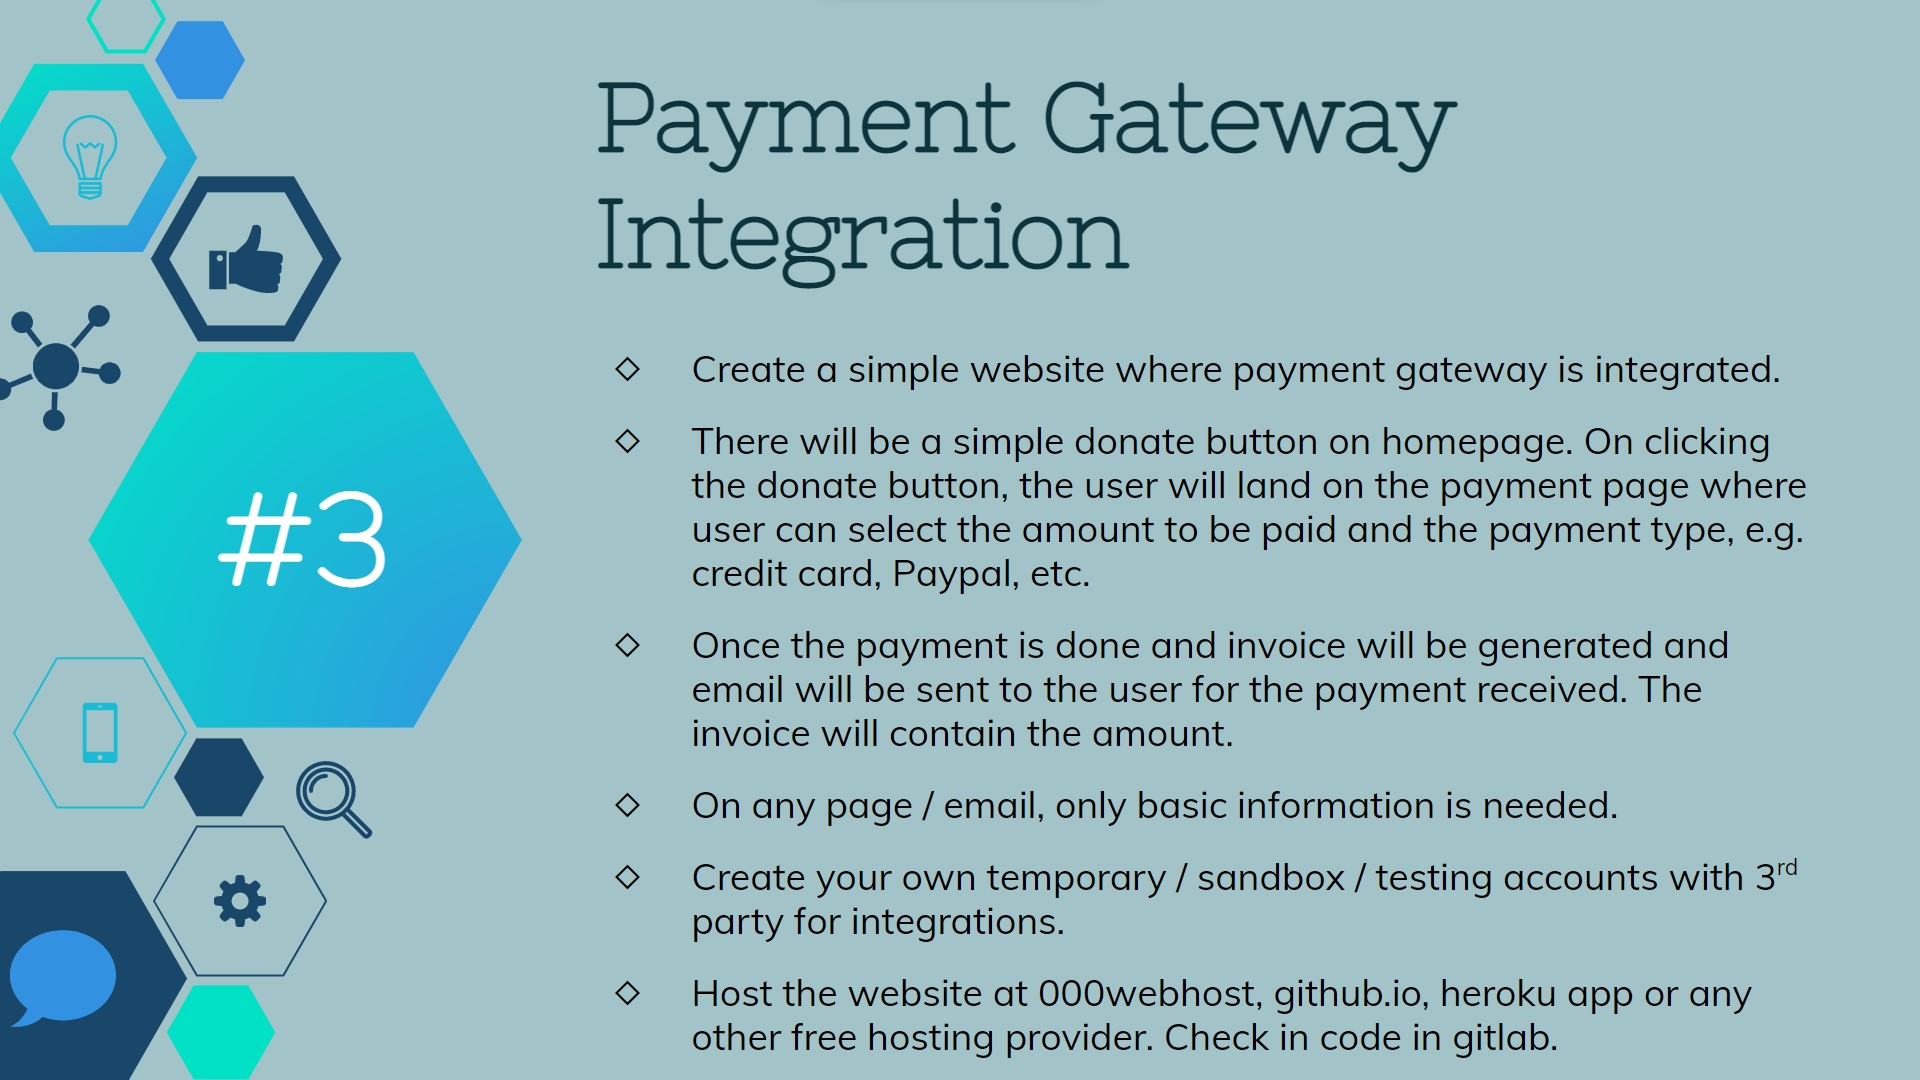 Payment Gateway
Integration
#3
◇ Create a simple website where payment gateway is integrated.
◇ There will be a simple donate button on homepage. On clicking
the donate button, the user will land on the payment page where
user can select the amount to be paid and the payment type, e.g.
credit card, Paypal, etc.
◇ Once the payment is done and invoice will be generated and
email will be sent to the user for the payment received. The
invoice will contain the amount.
◇ On any page / email, only basic information is needed.
◇ Create your own temporary / sandbox / testing accounts with 3rd
party for integrations.
◇ Host the website at 000webhost, github.io, heroku app or any
other free hosting provider. Check in code in gitlab.